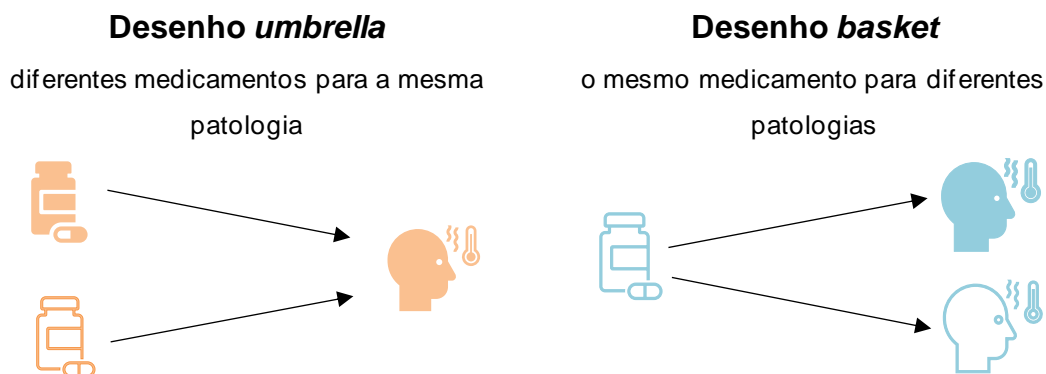 Desenho umbrella
diferentes medicamentos para a mesma
patologia
Desenho basket
o mesmo medicamento para diferentes
patologias